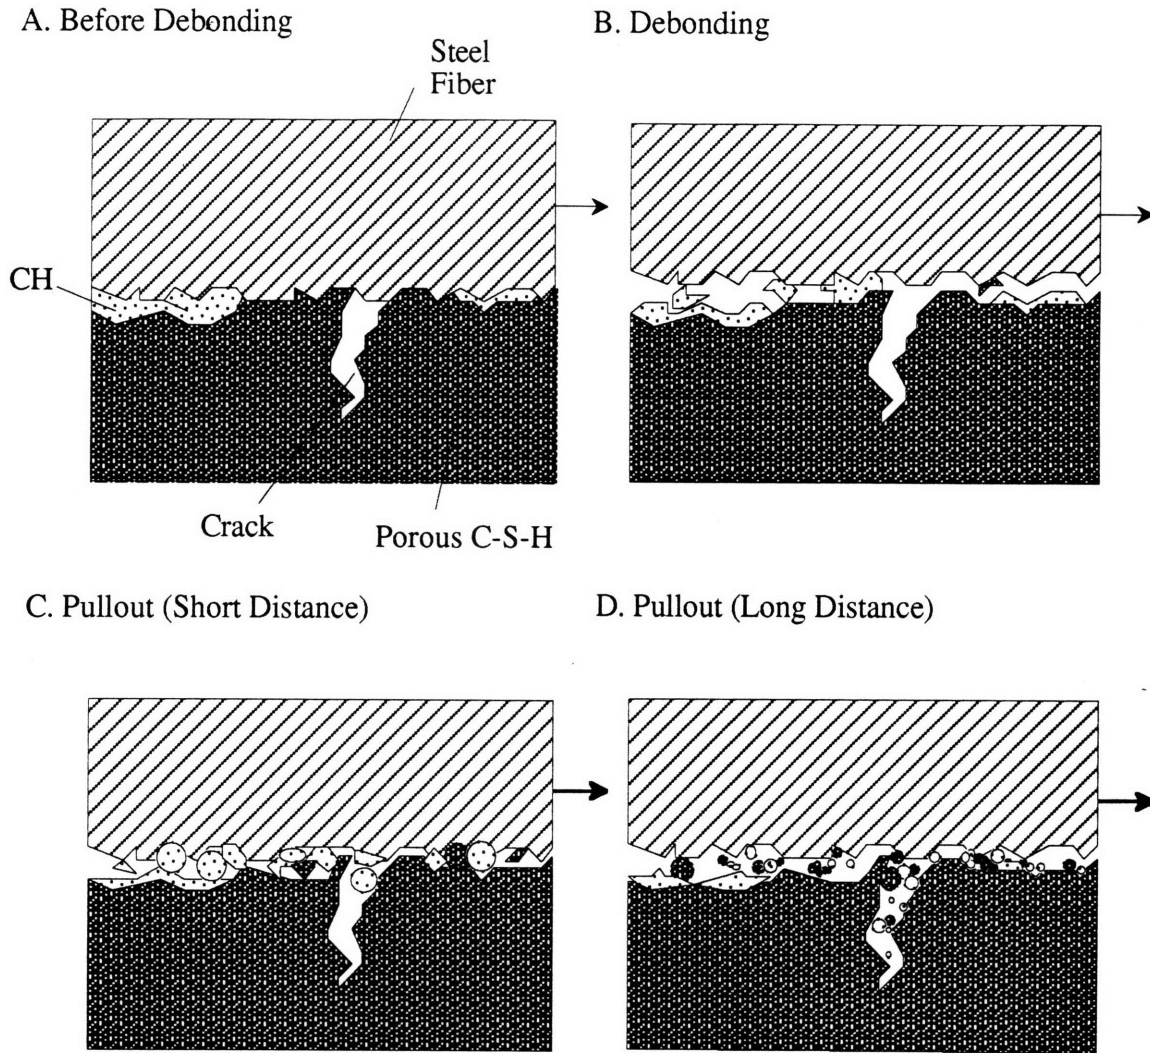 A. Before Debonding
B. Debonding
Steel
Fiber
CH
Crack
Porous C-S-H
C. Pullout (Short Distance)
D. Pullout (Long Distance)